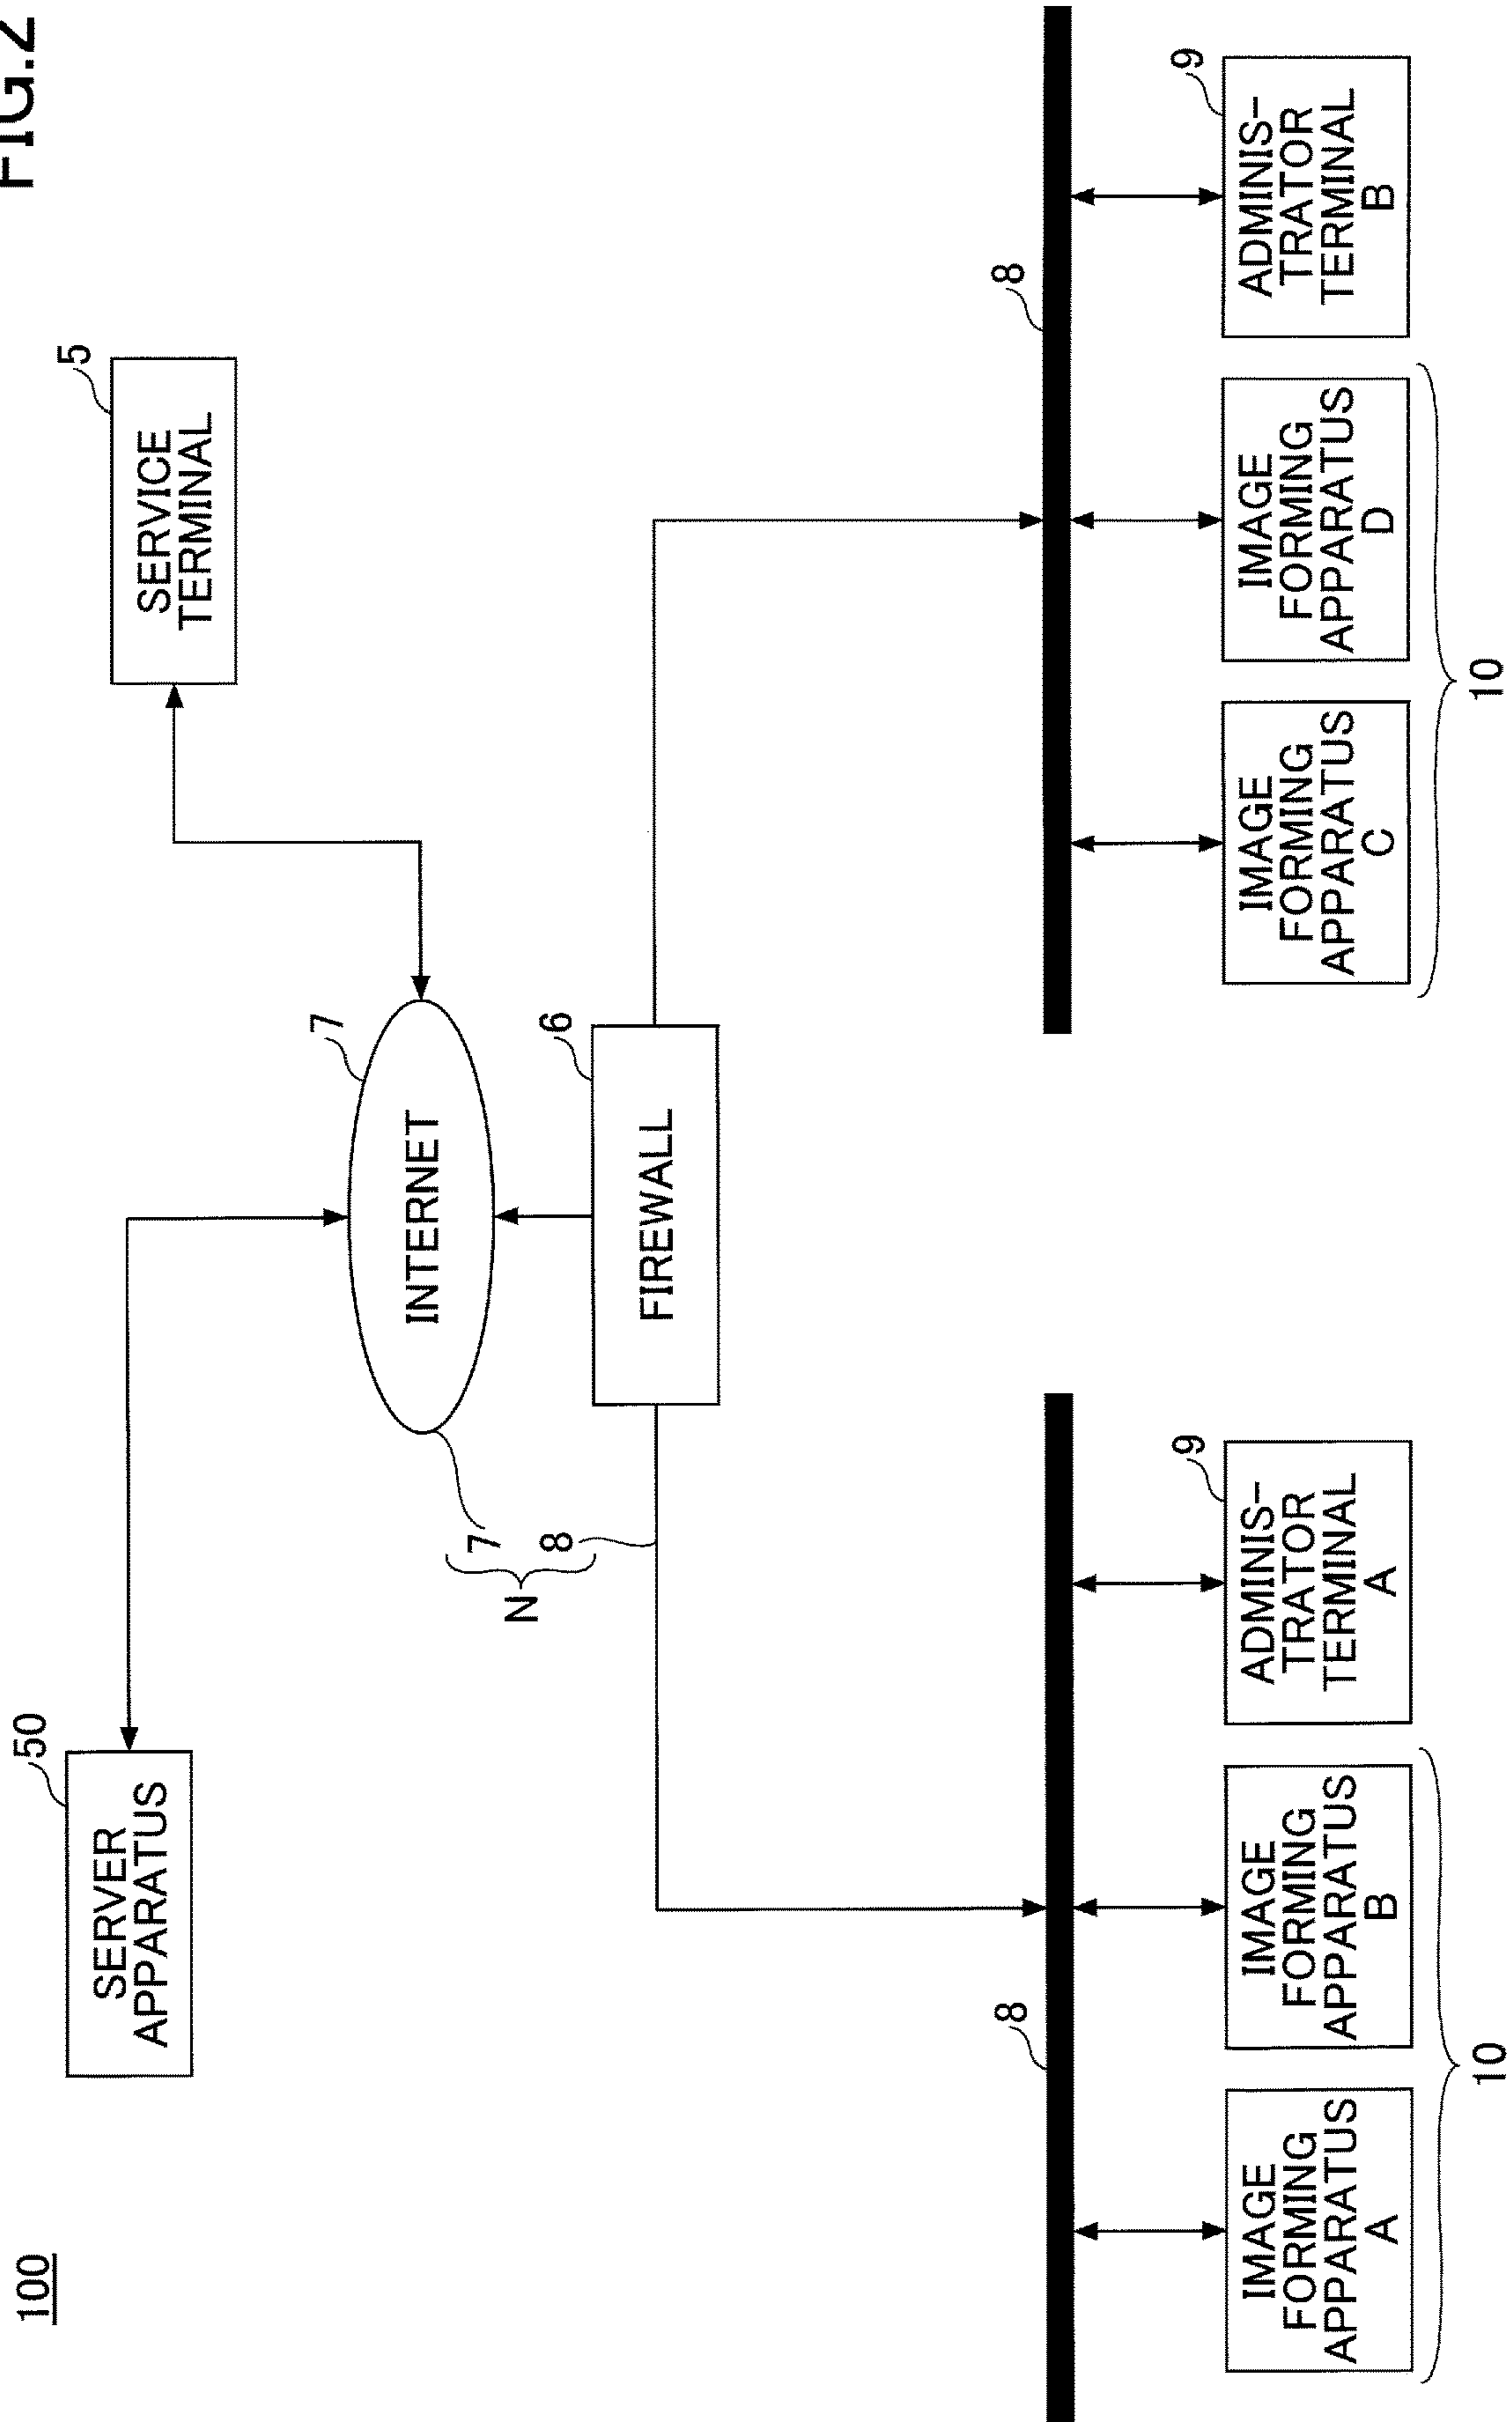 FIG.2
100
50
SERVER
APPARATUS
5
SERVICE
TERMINAL
7
INTERNET
7
8
N
6
FIREWALL
8
8
IMAGE
FORMING
APPARATUS
A
IMAGE
FORMING
APPARATUS
B
9
ADMINIS-
TRATOR
TERMINAL
A
IMAGE
FORMING
APPARATUS
C
IMAGE
FORMING
APPARATUS
D
9
ADMINIS-
TRATOR
TERMINAL
B
10
10